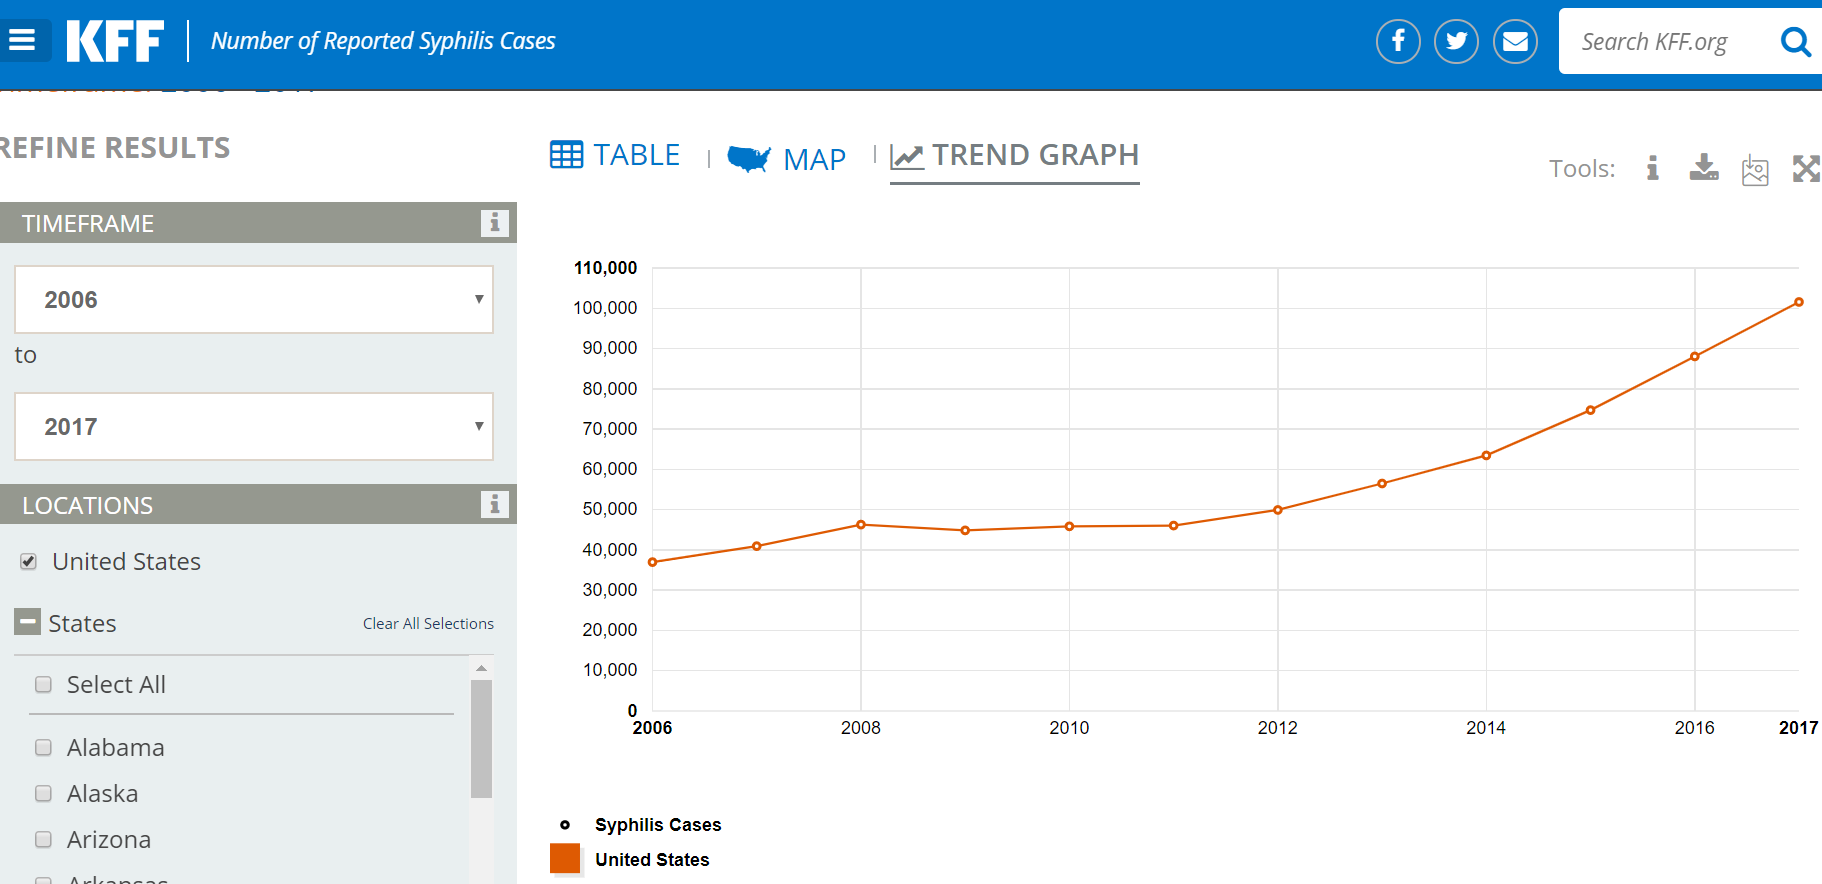 KFF
Number of Reported Syphilis Cases
Search KFF.org
REFINE RESULTS
TABLE | MAP | TREND GRAPH
Tools:
TIMEFRAME
2006
to
2017
LOCATIONS
United States
States
Clear All Selections
Select All
Alabama
Alaska
Arizona
Arkansas
110,000
100,000
90,000
80,000
70,000
60,000
50,000
40,000
30,000
20,000
10,000
0
2006 2008 2010 2012 2014 2016 2017
Syphilis Cases
United States